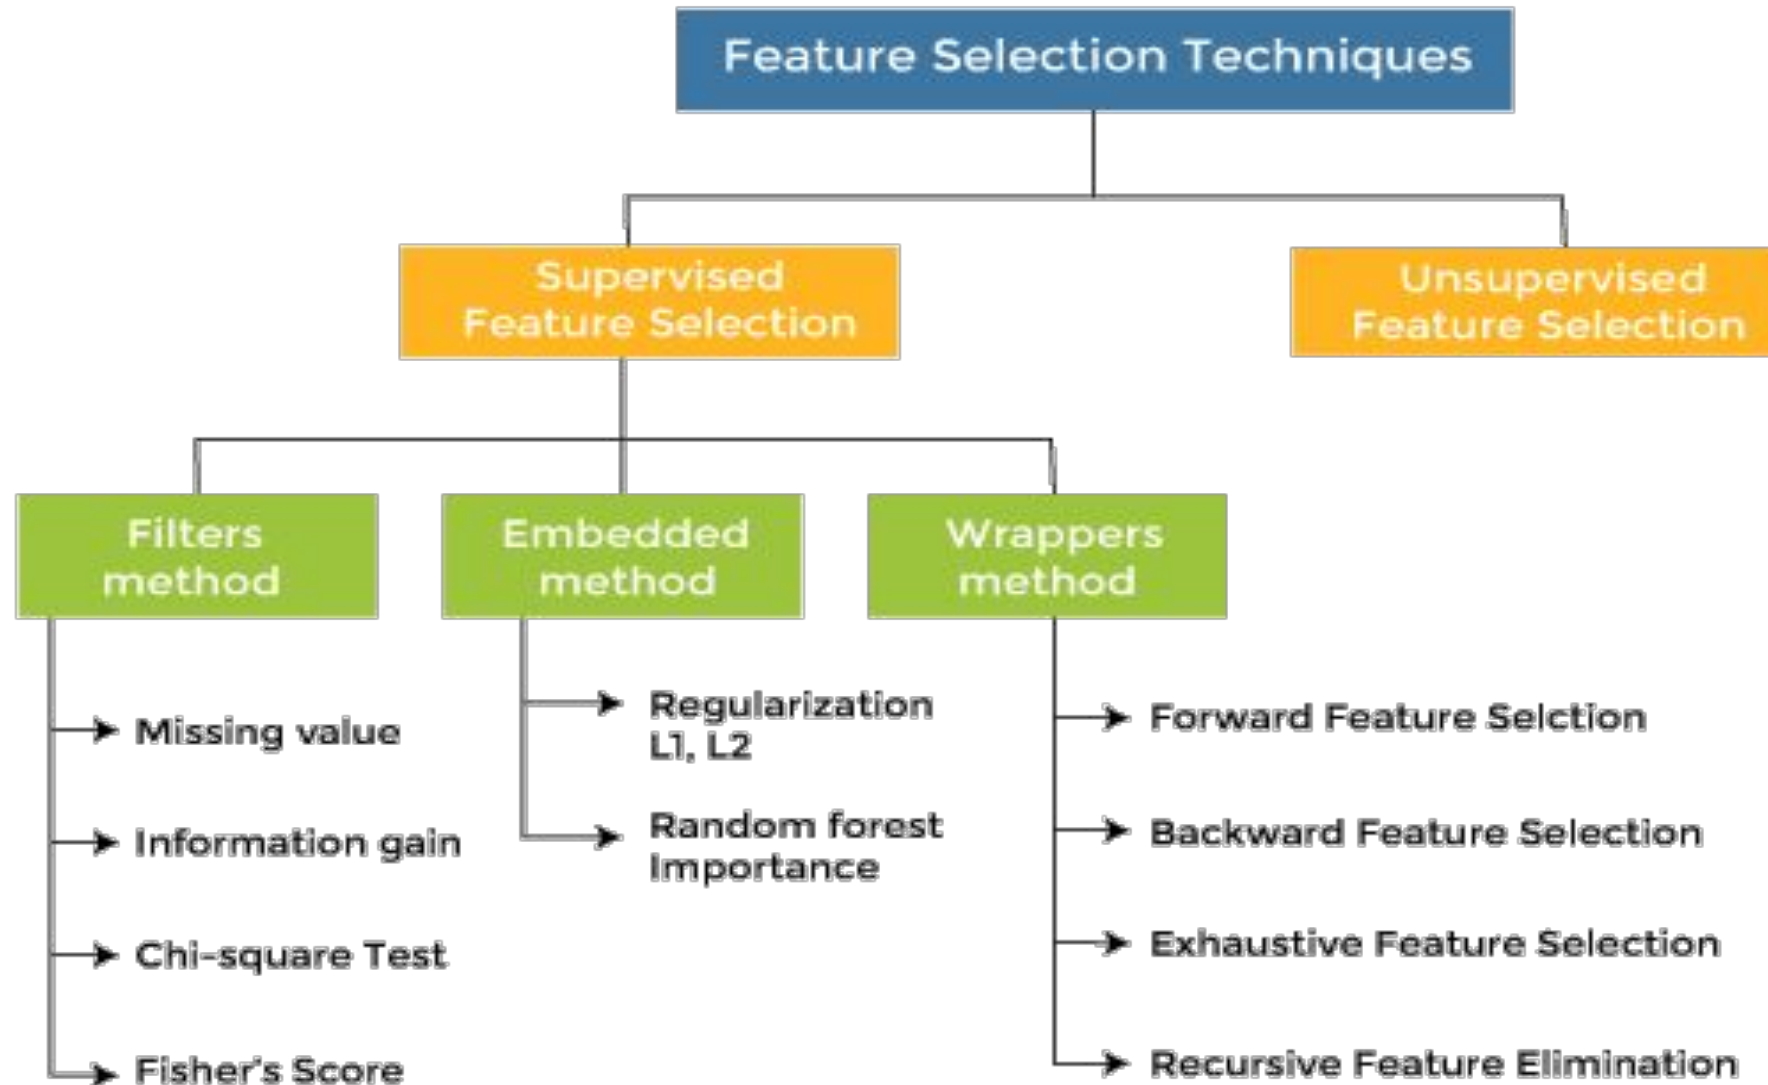 Feature Selection Techniques
Supervised
Feature Selection
Unsupervised
Feature Selection
Filters
method
Embedded
method
Wrappers
method
Missing value
Information gain
Chi-square Test
Fisher's Score
Regularization
L1, L2
Random forest
Importance
Forward Feature Selction
Backward Feature Selection
Exhaustive Feature Selection
Recursive Feature Elimination